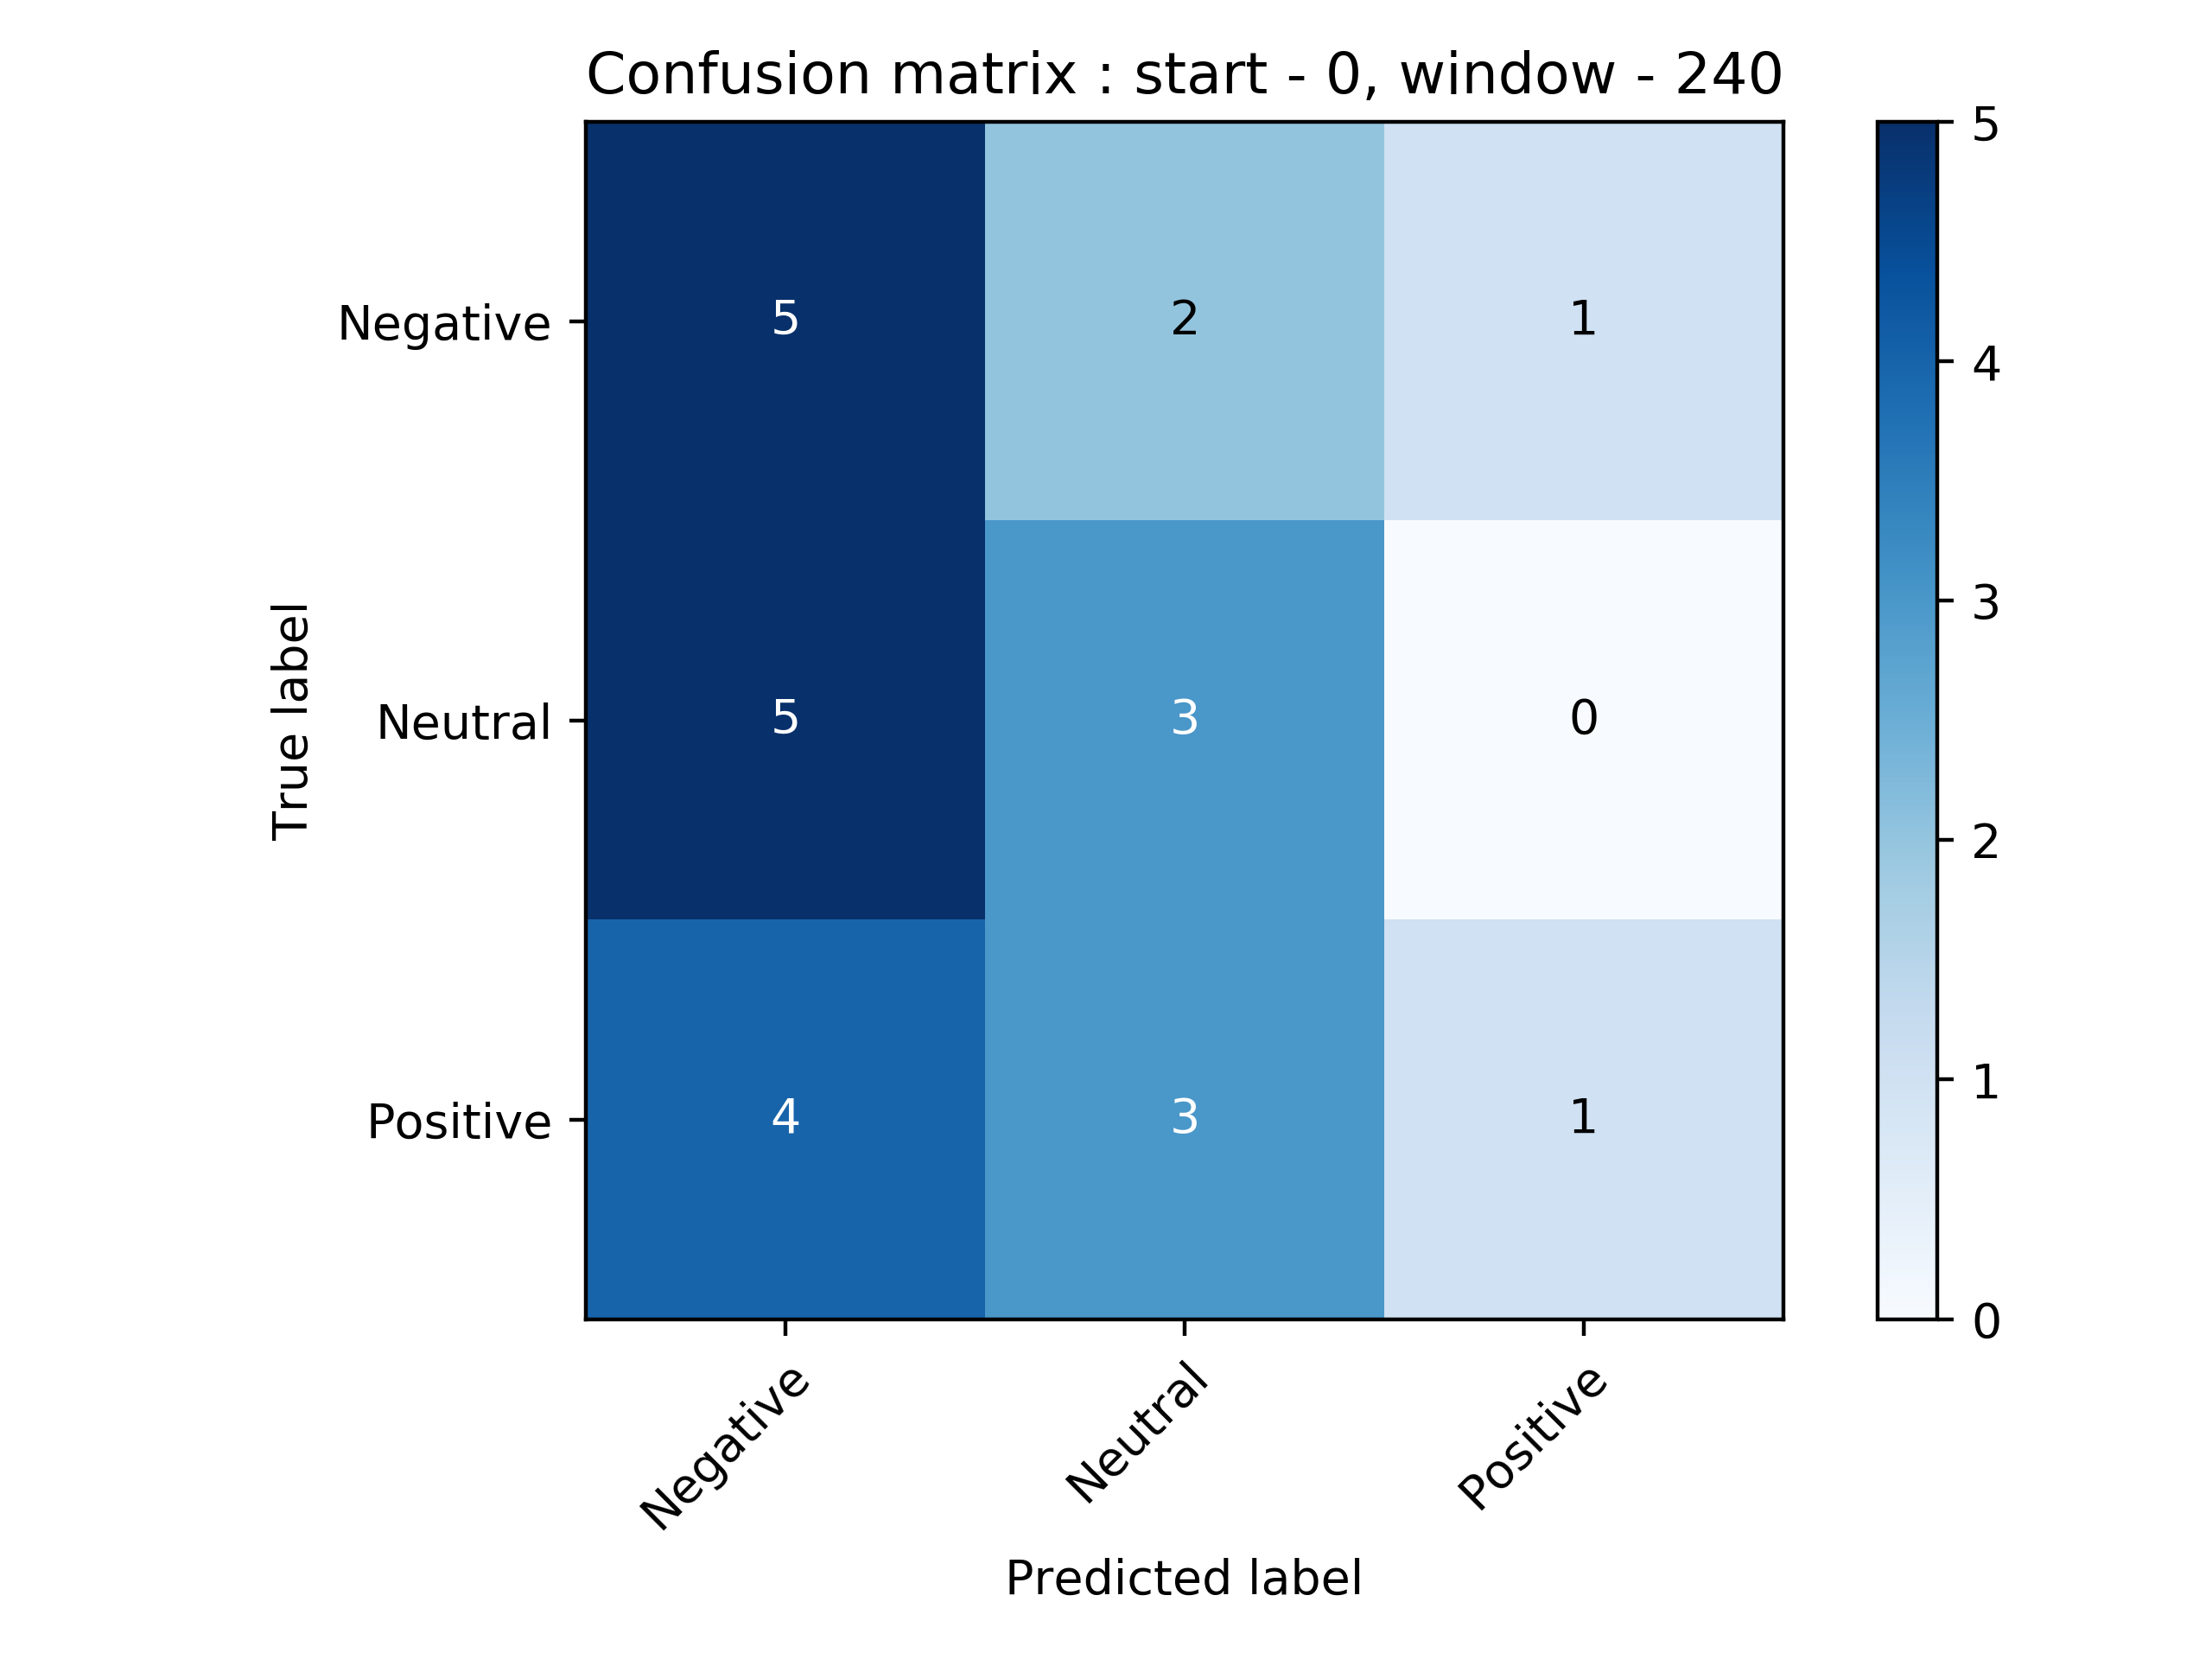 Confusion matrix : start - 0, window - 240
Negative 5 2 1
Neutral 5 3 0
Positive 4 3 1
True label
Negative Neutral Positive
Predicted label
5
4
3
2
1
0